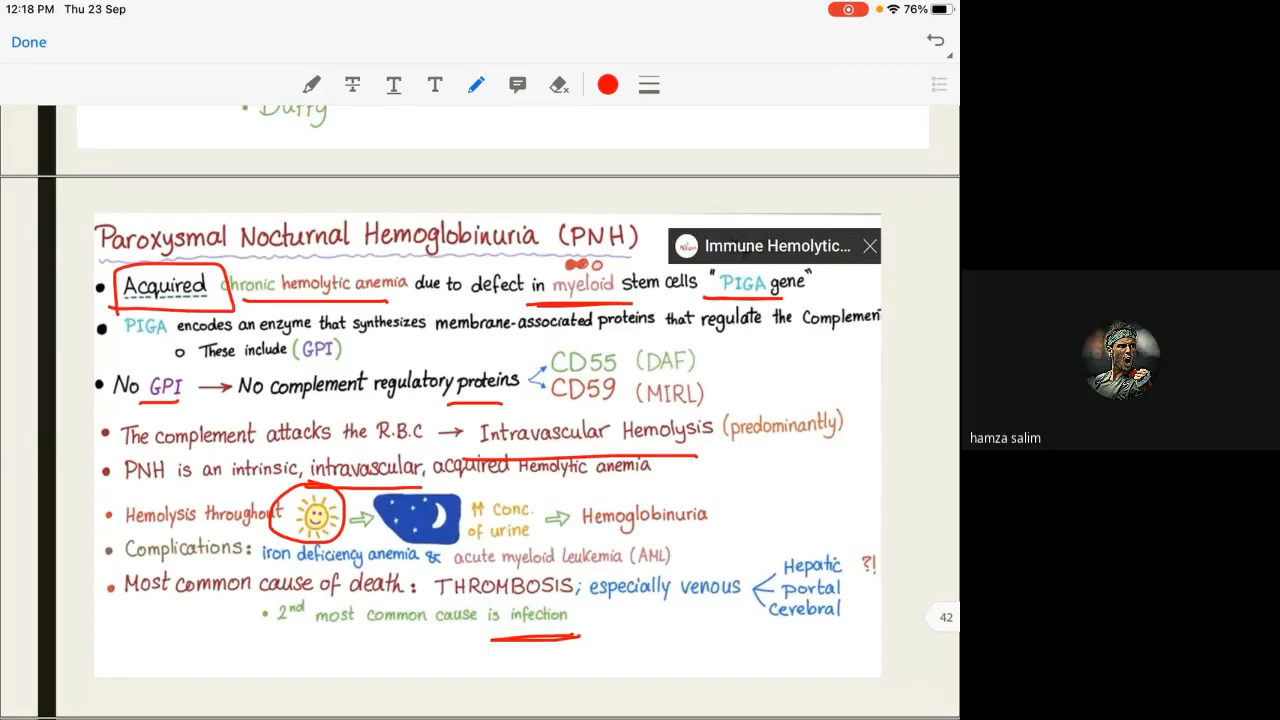 12:18 PM Thu 23 Sep
76%
Done
T T
• Duffy
Paroxysmal Nocturnal Hemoglobinuria (PNH)
Immune Hemolytic...
• Acquired chronic hemolytic anemia due to defect in myeloid stem cells "PIGA gene"
• PIGA encodes an enzyme that synthesizes membrane-associated proteins that regulate the Complemen
o These include (GPI)
• No GPI → No complement regulatory proteins
CD55 (DAF)
CD59 (MIRL)
• The complement attacks the R.B.C → Intravascular Hemolysis (predominantly)
• PNH is an intrinsic, intravascular, acquired Hemolytic anemia
• Hemolysis throughout ⇨ ↑↑ Conc. of urine ⇨ Hemoglobinuria
• Complications: iron deficiency anemia & acute myeloid leukemia (AML)
• Most common cause of death: THROMBOSIS; especially venous
Hepatic ?!
portal
Cerebral
• 2nd most common cause is infection
42
hamza salim